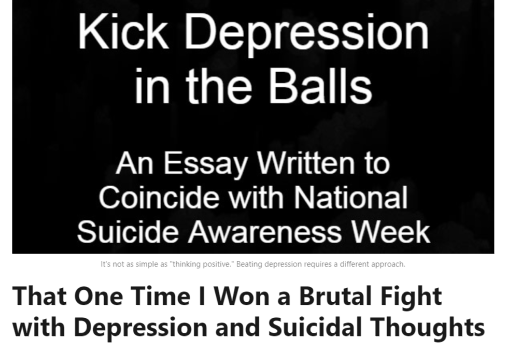 Kick Depression
in the Balls
An Essay Written to
Coincide with National
Suicide Awareness Week
It's not as simple as "thinking positive." Beating depression requires a different approach.
That One Time I Won a Brutal Fight
with Depression and Suicidal Thoughts